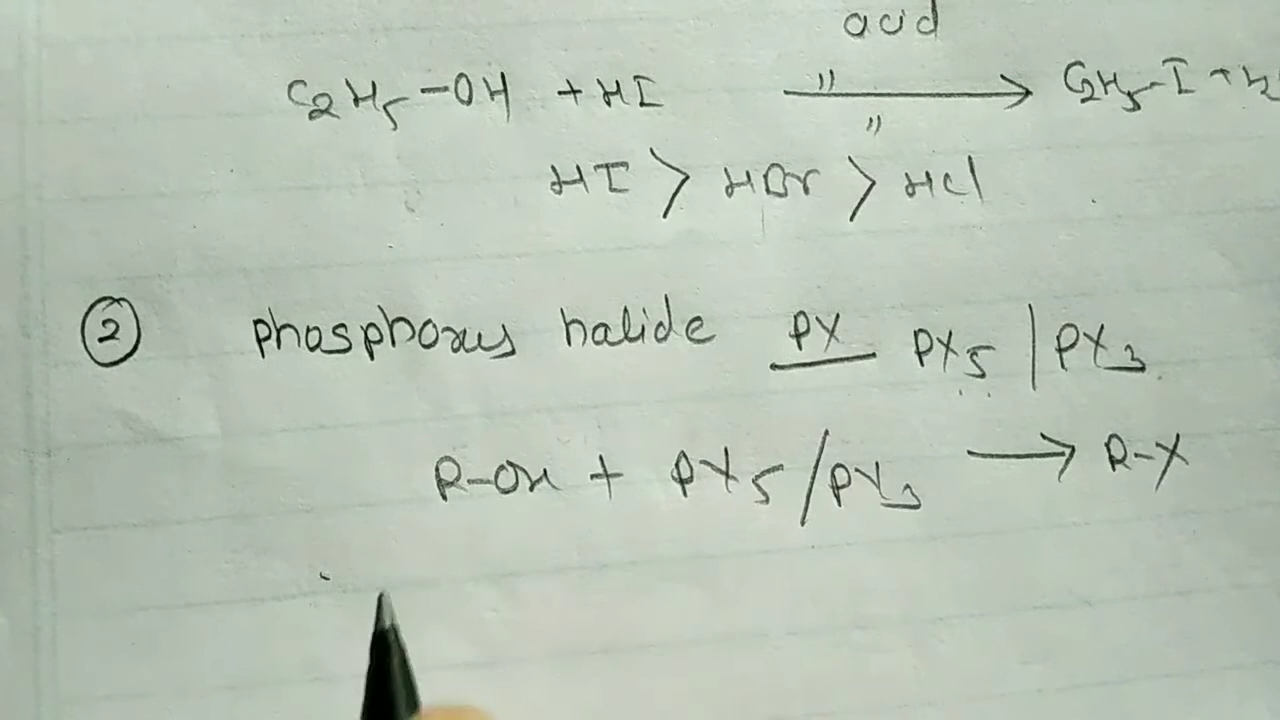 acid
C2H5-OH + HI —"→ C2H5-I + H
"
HI > HBr > HCl
② phosphorus halide PX PX5 | PX3
R-OH + PX5/PX3 → R-X